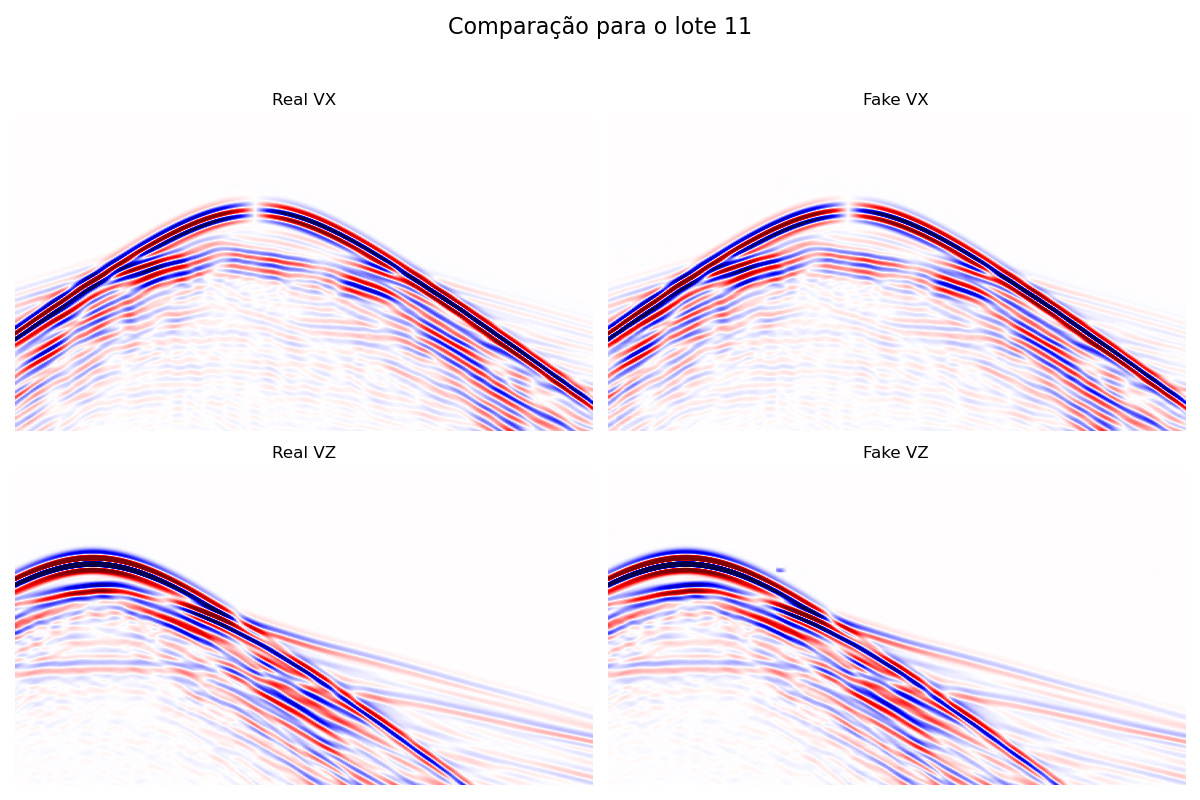 Comparação para o lote 11
Real VX
Fake VX
Real VZ
Fake VZ